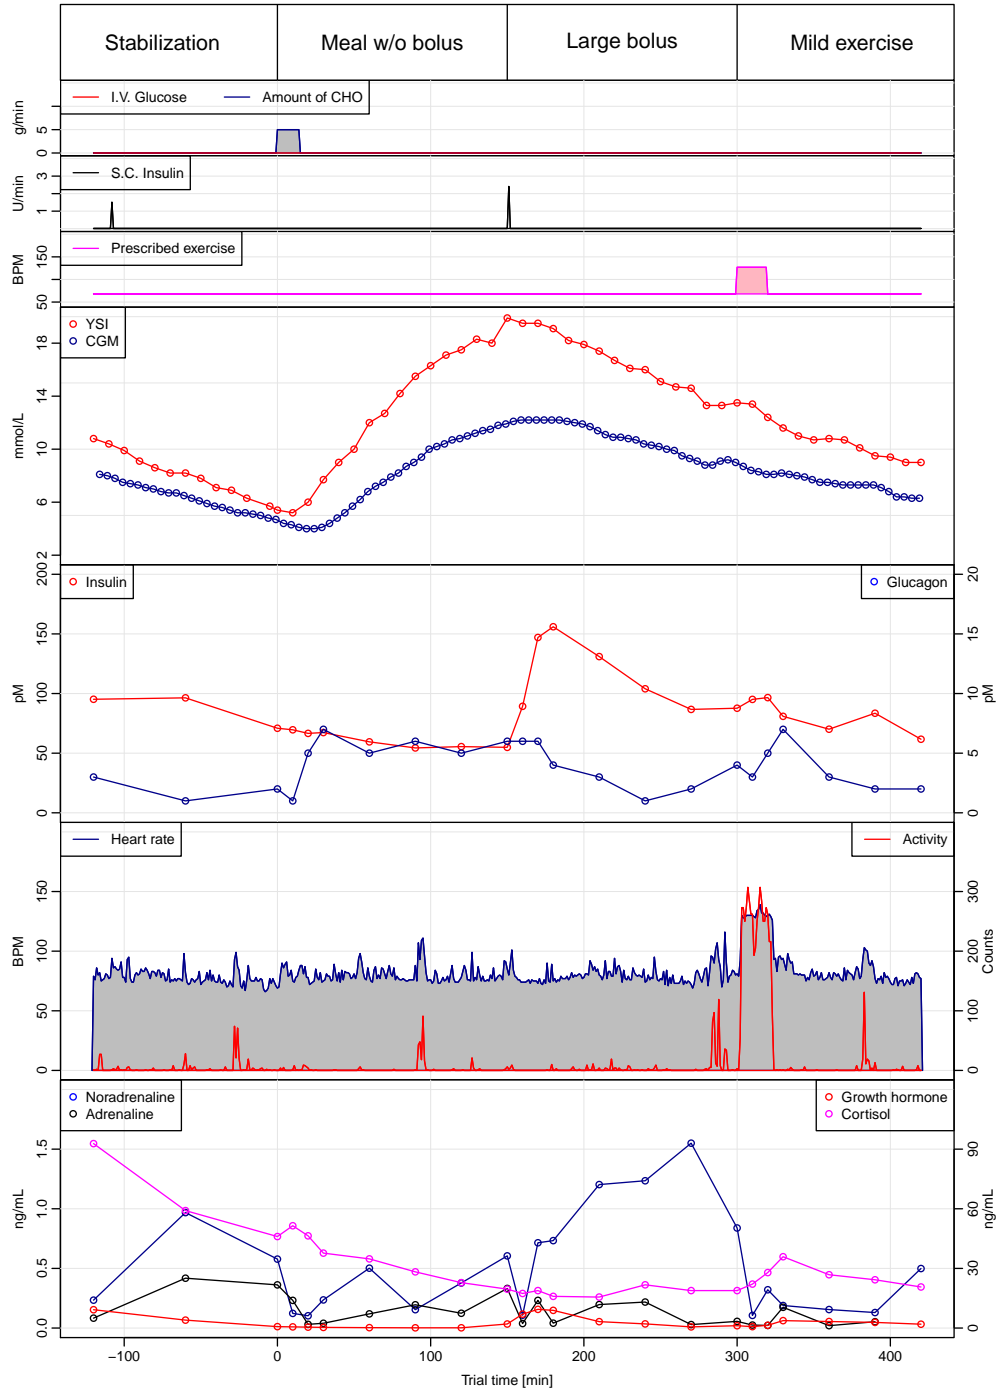 Stabilization Meal w/o bolus Large bolus Mild exercise
I.V. Glucose Amount of CHO
g/min
0 5
S.C. Insulin
U/min
1 3
Prescribed exercise
BPM
50 150
YSI
CGM
mmol/L
2 6 10 14 18
Insulin
Glucagon
pM
0 50 100 150 200
pM
0 5 10 15 20
Heart rate
Activity
BPM
0 50 100 150
Counts
0 100 200 300
Noradrenaline
Adrenaline
Growth hormone
Cortisol
ng/mL
0.0 0.5 1.0 1.5
ng/mL
0 30 60 90
−100 0 100 200 300 400
Trial time [min]